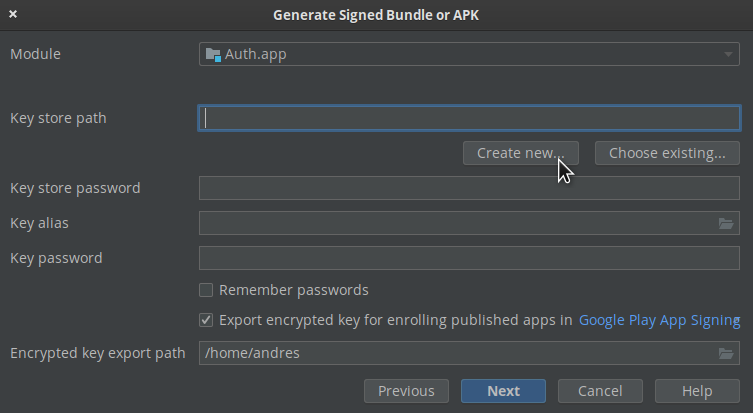 Generate Signed Bundle or APK
Module
Auth.app
Key store path
Create new...
Choose existing...
Key store password
Key alias
Key password
Remember passwords
Export encrypted key for enrolling published apps in Google Play App Signing
Encrypted key export path
/home/andres
Previous
Next
Cancel
Help